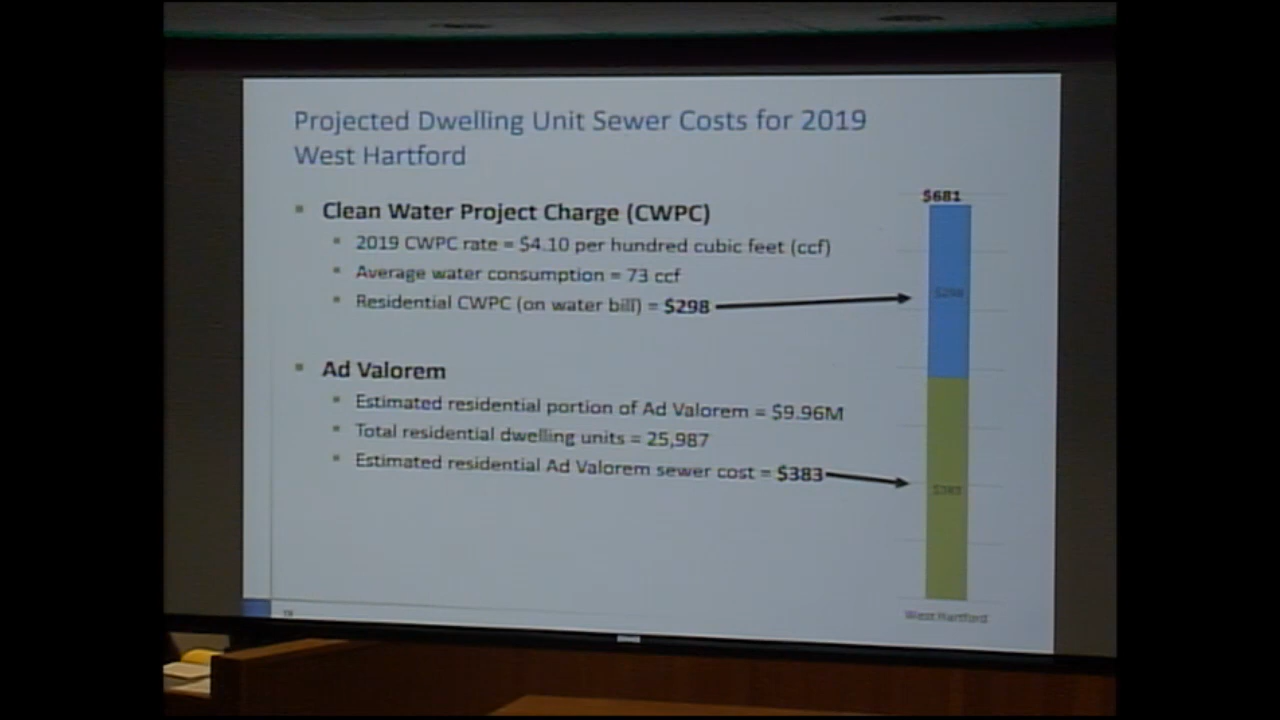 Projected Dwelling Unit Sewer Costs for 2019
West Hartford
Clean Water Project Charge (CWPC)
2019 CWPC rate = $4.10 per hundred cubic feet (ccf)
Average water consumption = 73 ccf
Residential CWPC (on water bill) = $298
Ad Valorem
Estimated residential portion of Ad Valorem = $9.96M
Total residential dwelling units = 25,987
Estimated residential Ad Valorem sewer cost = $383
$681
$298
$383
West Hartford